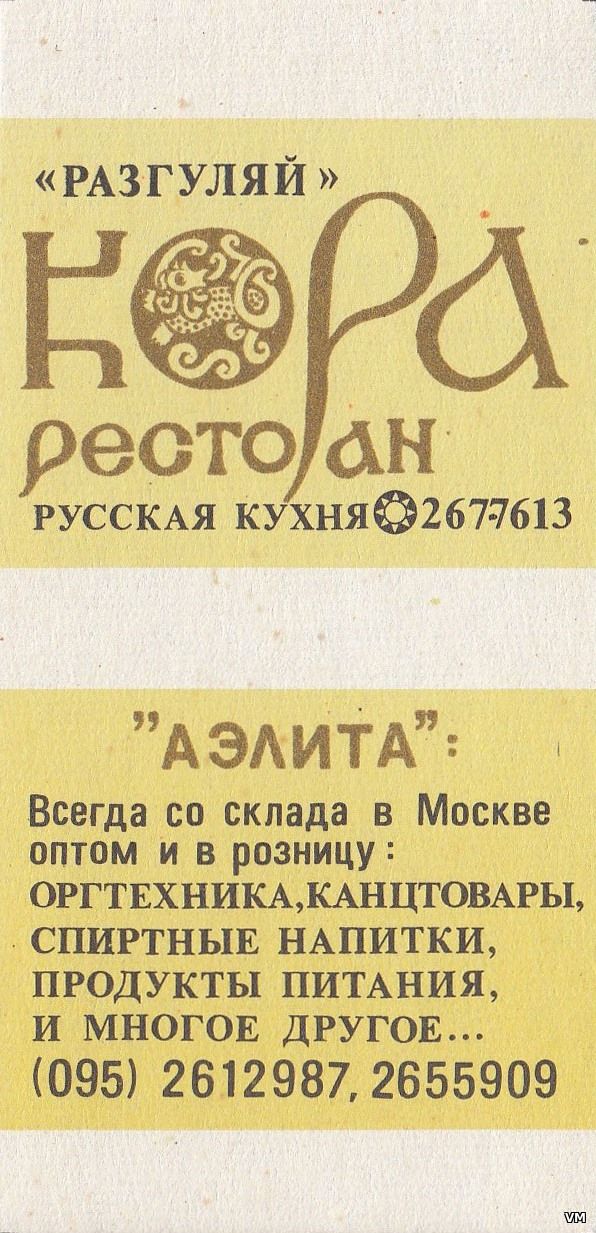 «РАЗГУЛЯЙ»
КОРА
РЕСТОРАН
РУССКАЯ КУХНЯ 267-7613
"АЭЛИТА":
Всегда со склада в Москве
оптом и в розницу:
ОРГТЕХНИКА,КАНЦТОВАРЫ,
СПИРТНЫЕ НАПИТКИ,
ПРОДУКТЫ ПИТАНИЯ,
И МНОГОЕ ДРУГОЕ...
(095) 2612987, 2655909
VM